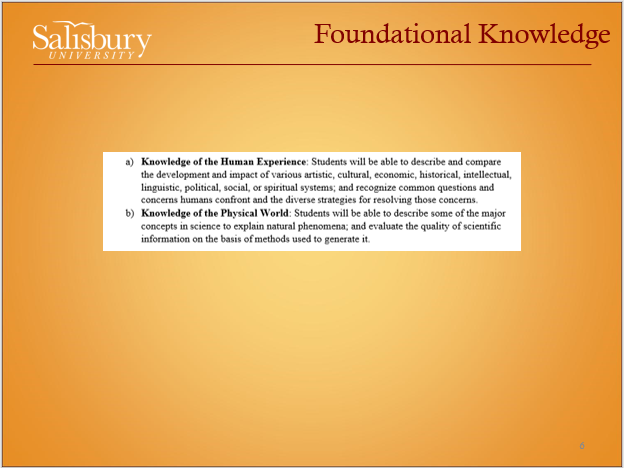 Salisbury
UNIVERSITY
Foundational Knowledge
a) Knowledge of the Human Experience: Students will be able to describe and compare
the development and impact of various artistic, cultural, economic, historical, intellectual,
linguistic, political, social, or spiritual systems; and recognize common questions and
concerns humans confront and the diverse strategies for resolving those concerns.
b) Knowledge of the Physical World: Students will be able to describe some of the major
concepts in science to explain natural phenomena; and evaluate the quality of scientific
information on the basis of methods used to generate it.
6